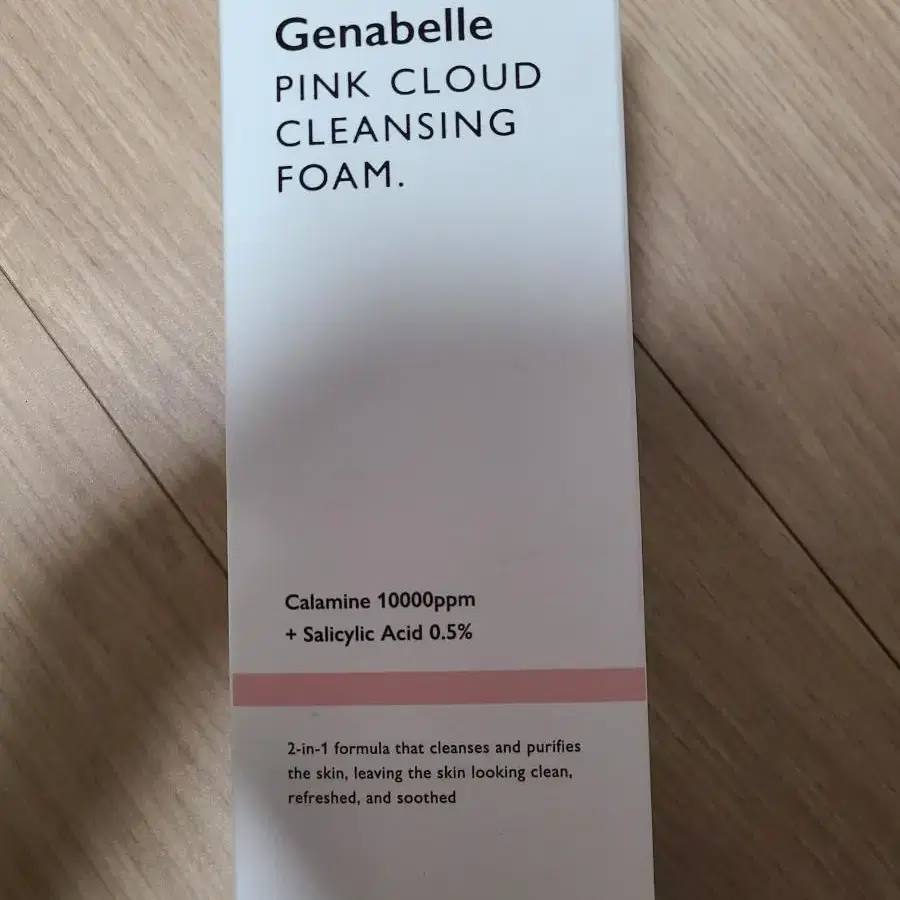 Genabelle
PINK CLOUD
CLEANSING
FOAM.
Calamine 10000ppm
+ Salicylic Acid 0.5%
2-in-1 formula that cleanses and purifies
the skin, leaving the skin looking clean,
refreshed, and soothed